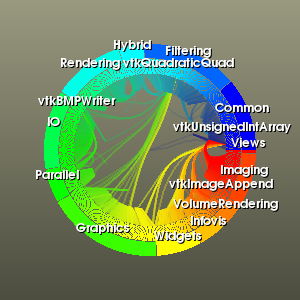 Hybrid
Filtering
Rendering vtkQuadraticQuad
vtkBMPWriter
Common
IO
vtkUnsignedIntArray
Views
Parallel
Imaging
vtkImageAppend
VolumeRendering
Infovis
Graphics
Widgets